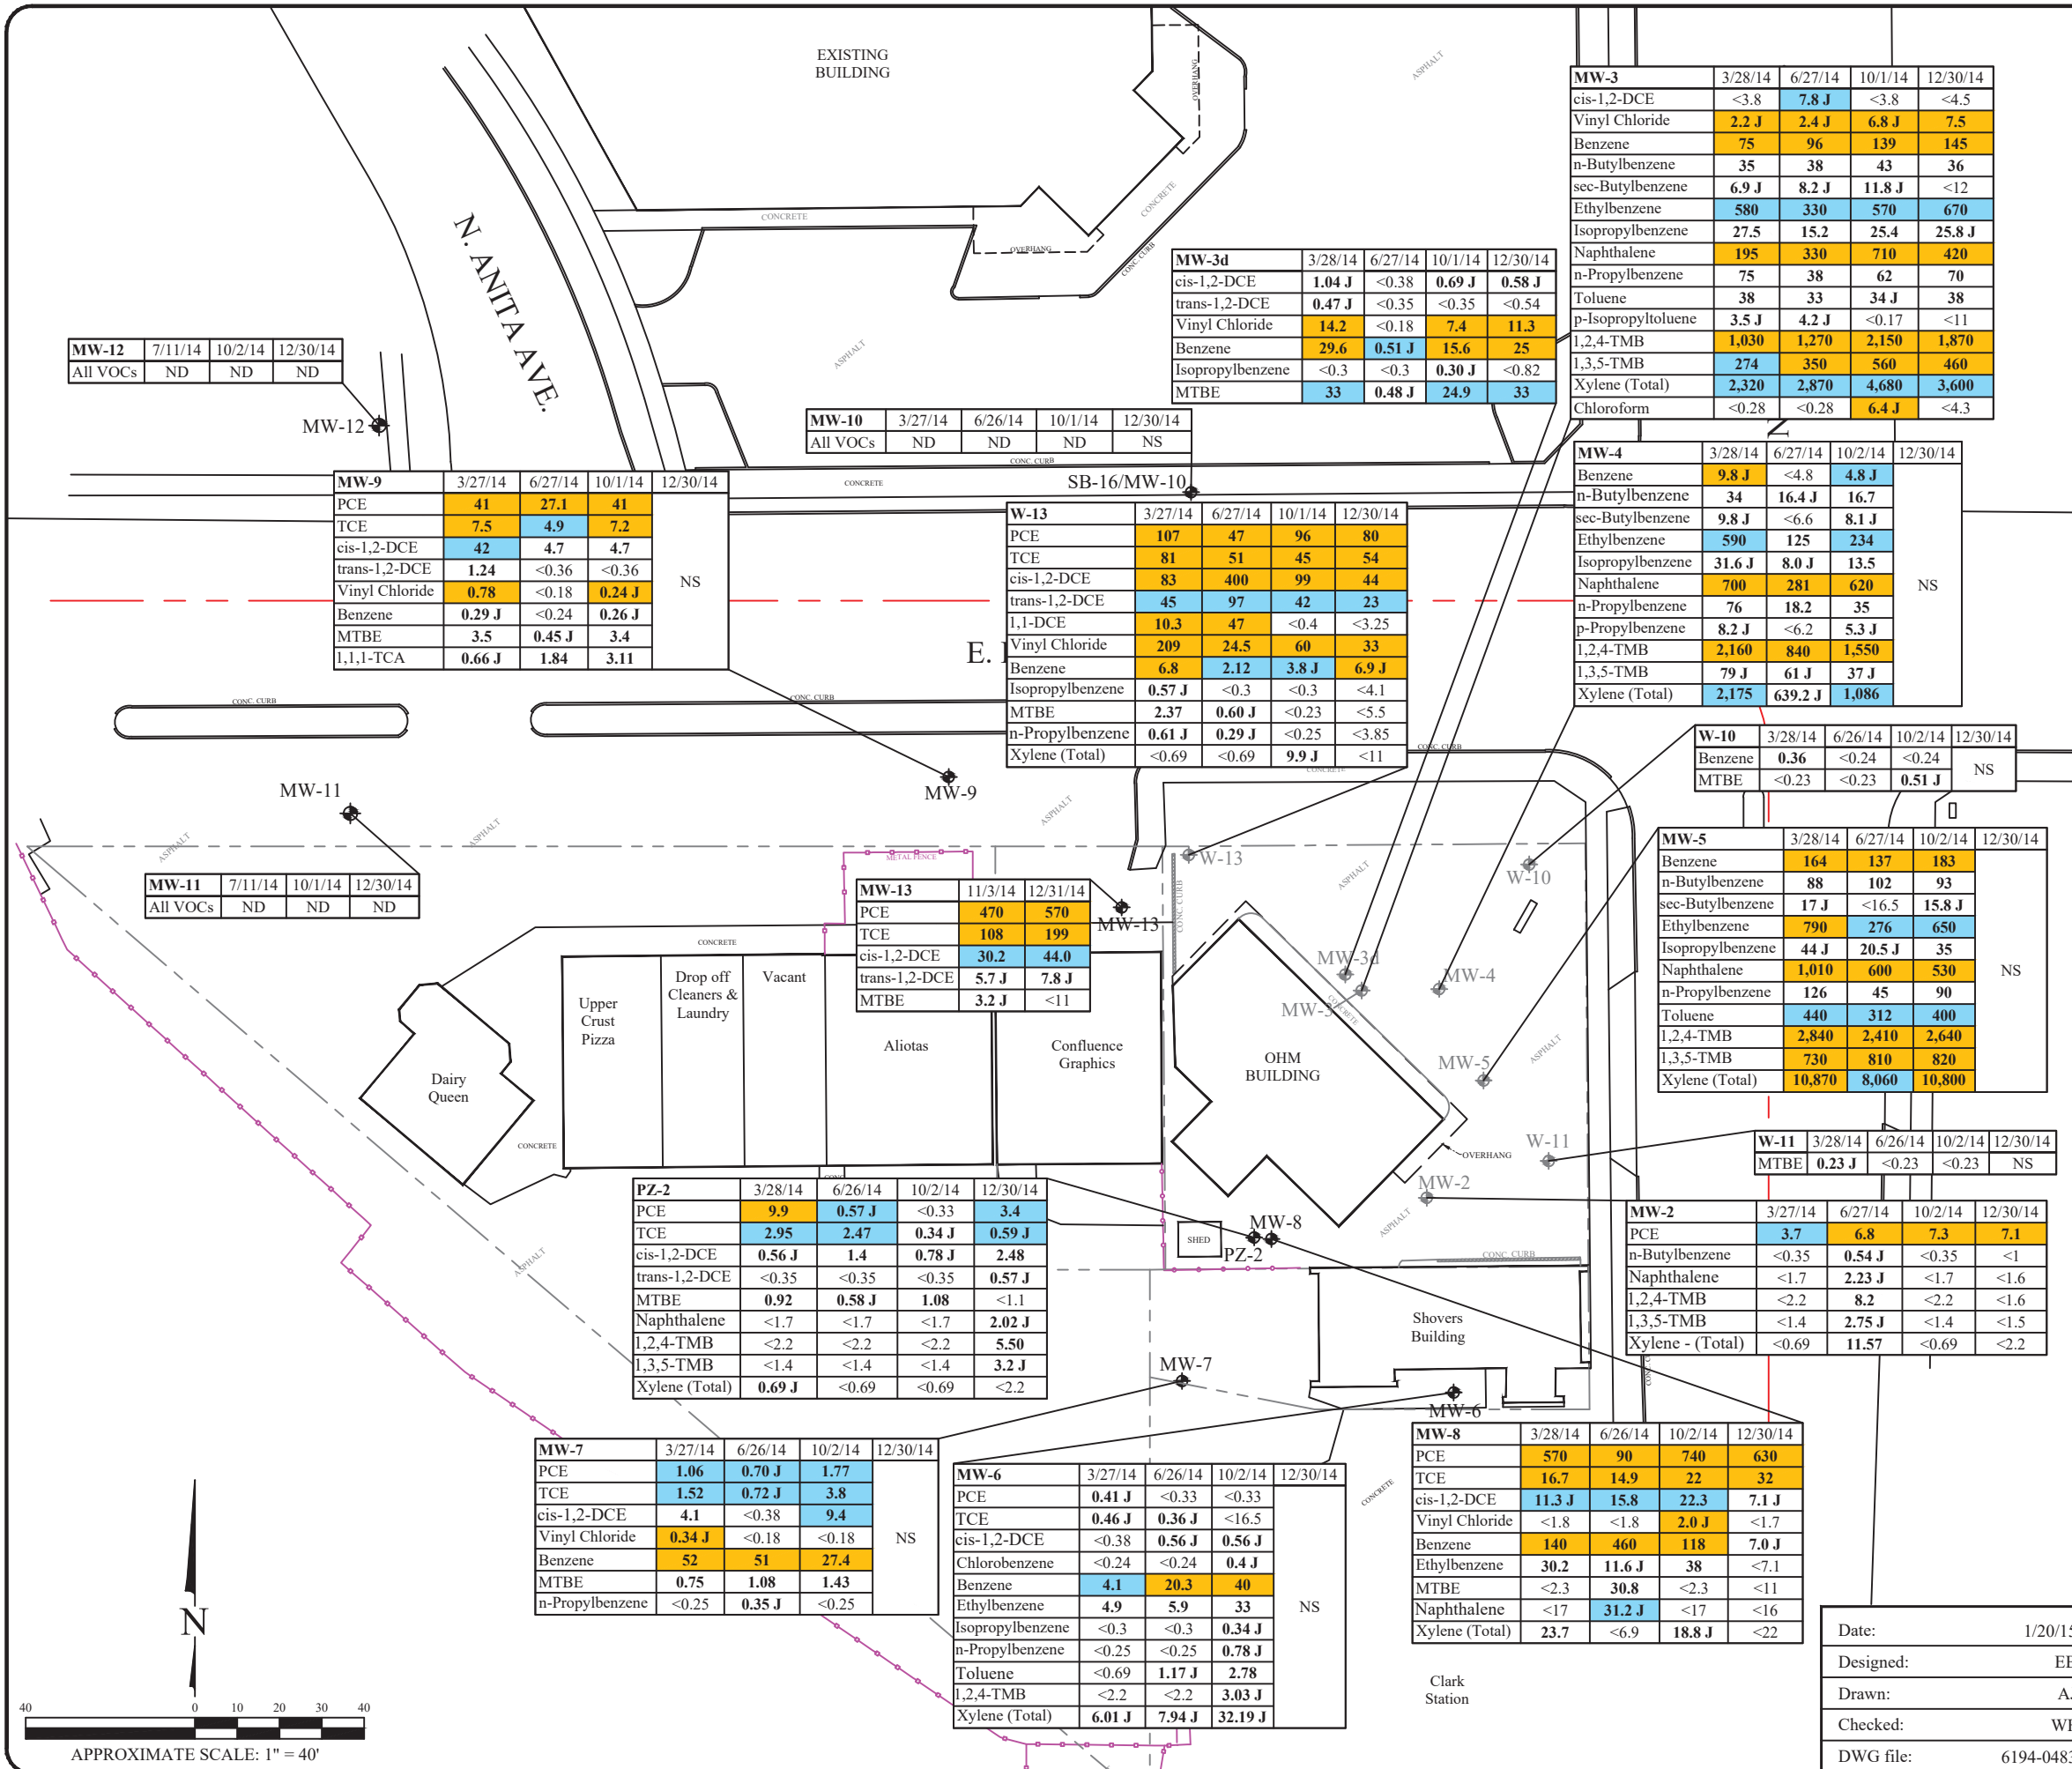 EXISTING
BUILDING
OVERHANG
ASPHALT
CONCRETE
CONCRETE
OVERHANG
CONC. CURB
N. ANITA AVE.
ASPHALT
MW-3 3/28/14 6/27/14 10/1/14 12/30/14
cis-1,2-DCE <3.8 7.8 J <3.8 <4.5
Vinyl Chloride 2.2 J 2.4 J 6.8 J 7.5
Benzene 75 96 139 145
n-Butylbenzene 35 38 43 36
sec-Butylbenzene 6.9 J 8.2 J 11.8 J <12
Ethylbenzene 580 330 570 670
Isopropylbenzene 27.5 15.2 25.4 25.8 J
Naphthalene 195 330 710 420
n-Propylbenzene 75 38 62 70
Toluene 38 33 34 J 38
p-Isopropyltoluene 3.5 J 4.2 J <0.17 <11
1,2,4-TMB 1,030 1,270 2,150 1,870
1,3,5-TMB 274 350 560 460
Xylene (Total) 2,320 2,870 4,680 3,600
Chloroform <0.28 <0.28 6.4 J <4.3
MW-3d 3/28/14 6/27/14 10/1/14 12/30/14
cis-1,2-DCE 1.04 J <0.38 0.69 J 0.58 J
trans-1,2-DCE 0.47 J <0.35 <0.35 <0.54
Vinyl Chloride 14.2 <0.18 7.4 11.3
Benzene 29.6 0.51 J 15.6 25
Isopropylbenzene <0.3 <0.3 0.30 J <0.82
MTBE 33 0.48 J 24.9 33
MW-12 7/11/14 10/2/14 12/30/14
All VOCs ND ND ND
MW-12
MW-10 3/27/14 6/26/14 10/1/14 12/30/14
All VOCs ND ND ND NS
CONC. CURB
CONCRETE
SB-16/MW-10
MW-4 3/28/14 6/27/14 10/2/14 12/30/14
Benzene 9.8 J <4.8 4.8 J
n-Butylbenzene 34 16.4 J 16.7
sec-Butylbenzene 9.8 J <6.6 8.1 J
Ethylbenzene 590 125 234
Isopropylbenzene 31.6 J 8.0 J 13.5
Naphthalene 700 281 620 NS
n-Propylbenzene 76 18.2 35
p-Propylbenzene 8.2 J <6.2 5.3 J
1,2,4-TMB 2,160 840 1,550
1,3,5-TMB 79 J 61 J 37 J
Xylene (Total) 2,175 639.2 J 1,086
MW-9 3/27/14 6/27/14 10/1/14 12/30/14
PCE 41 27.1 41
TCE 7.5 4.9 7.2
cis-1,2-DCE 42 4.7 4.7
trans-1,2-DCE 1.24 <0.36 <0.36
Vinyl Chloride 0.78 <0.18 0.24 J NS
Benzene 0.29 J <0.24 0.26 J
MTBE 3.5 0.45 J 3.4
1,1,1-TCA 0.66 J 1.84 3.11
W-13 3/27/14 6/27/14 10/1/14 12/30/14
PCE 107 47 96 80
TCE 81 51 45 54
cis-1,2-DCE 83 400 99 44
trans-1,2-DCE 45 97 42 23
1,1-DCE 10.3 47 <0.4 <3.25
Vinyl Chloride 209 24.5 60 33
Benzene 6.8 2.12 3.8 J 6.9 J
Isopropylbenzene 0.57 J <0.3 <0.3 <4.1
MTBE 2.37 0.60 J <0.23 <5.5
n-Propylbenzene 0.61 J 0.29 J <0.25 <3.85
Xylene (Total) <0.69 <0.69 9.9 J <11
E.
CONC. CURB
CONC. CURB
CONC. CURB
CONCRETE
W-10 3/28/14 6/26/14 10/2/14 12/30/14
Benzene 0.36 <0.24 <0.24 NS
MTBE <0.23 <0.23 0.51 J
MW-11
MW-9
ASPHALT
ASPHALT
ASPHALT
METAL FENCE
W-13
ASPHALT
W-10
CONC. CURB
MW-11 7/11/14 10/1/14 12/30/14
All VOCs ND ND ND
MW-13 11/3/14 12/31/14
PCE 470 570
TCE 108 199
cis-1,2-DCE 30.2 44.0
trans-1,2-DCE 5.7 J 7.8 J
MTBE 3.2 J <11
MW-13
MW-5 3/28/14 6/27/14 10/2/14 12/30/14
Benzene 164 137 183
n-Butylbenzene 88 102 93
sec-Butylbenzene 17 J <16.5 15.8 J
Ethylbenzene 790 276 650
Isopropylbenzene 44 J 20.5 J 35
Naphthalene 1,010 600 530 NS
n-Propylbenzene 126 45 90
Toluene 440 312 400
1,2,4-TMB 2,840 2,410 2,640
1,3,5-TMB 730 810 820
Xylene (Total) 10,870 8,060 10,800
CONCRETE
Upper
Crust
Pizza
Drop off
Cleaners &
Laundry
Vacant
Aliotas
Confluence
Graphics
Dairy
Queen
CONCRETE
MW-3d
MW-4
MW-3
CONCRETE
OHM
BUILDING
MW-5
ASPHALT
W-11
OVERHANG
MW-2
ASPHALT
W-11 3/28/14 6/26/14 10/2/14 12/30/14
MTBE 0.23 J <0.23 <0.23 NS
PZ-2 3/28/14 6/26/14 10/2/14 12/30/14
PCE 9.9 0.57 J <0.33 3.4
TCE 2.95 2.47 0.34 J 0.59 J
cis-1,2-DCE 0.56 J 1.4 0.78 J 2.48
trans-1,2-DCE <0.35 <0.35 <0.35 0.57 J
MTBE 0.92 0.58 J 1.08 <1.1
Naphthalene <1.7 <1.7 <1.7 2.02 J
1,2,4-TMB <2.2 <2.2 <2.2 5.50
1,3,5-TMB <1.4 <1.4 <1.4 3.2 J
Xylene (Total) 0.69 J <0.69 <0.69 <2.2
ASPHALT
SHED
MW-8
PZ-2
CONC. CURB
MW-2 3/27/14 6/27/14 10/2/14 12/30/14
PCE 3.7 6.8 7.3 7.1
n-Butylbenzene <0.35 0.54 J <0.35 <1
Naphthalene <1.7 2.23 J <1.7 <1.6
1,2,4-TMB <2.2 8.2 <2.2 <1.6
1,3,5-TMB <1.4 2.75 J <1.4 <1.5
Xylene - (Total) <0.69 11.57 <0.69 <2.2
Shovers
Building
MW-7
MW-6
MW-7 3/27/14 6/26/14 10/2/14 12/30/14
PCE 1.06 0.70 J 1.77
TCE 1.52 0.72 J 3.8
cis-1,2-DCE 4.1 <0.38 9.4
Vinyl Chloride 0.34 J <0.18 <0.18 NS
Benzene 52 51 27.4
MTBE 0.75 1.08 1.43
n-Propylbenzene <0.25 0.35 J <0.25
MW-6 3/27/14 6/26/14 10/2/14 12/30/14
PCE 0.41 J <0.33 <0.33
TCE 0.46 J 0.36 J <16.5
cis-1,2-DCE <0.38 0.56 J 0.56 J
Chlorobenzene <0.24 <0.24 0.4 J
Benzene 4.1 20.3 40
Ethylbenzene 4.9 5.9 33 NS
Isopropylbenzene <0.3 <0.3 0.34 J
n-Propylbenzene <0.25 <0.25 0.78 J
Toluene <0.69 1.17 J 2.78
1,2,4-TMB <2.2 <2.2 3.03 J
Xylene (Total) 6.01 J 7.94 J 32.19 J
CONCRETE
MW-8 3/28/14 6/26/14 10/2/14 12/30/14
PCE 570 90 740 630
TCE 16.7 14.9 22 32
cis-1,2-DCE 11.3 J 15.8 22.3 7.1 J
Vinyl Chloride <1.8 <1.8 2.0 J <1.7
Benzene 140 460 118 7.0 J
Ethylbenzene 30.2 11.6 J 38 <7.1
MTBE <2.3 30.8 <2.3 <11
Naphthalene <17 31.2 J <17 <16
Xylene (Total) 23.7 <6.9 18.8 J <22
Clark
Station
N
40 0 10 20 30 40
APPROXIMATE SCALE: 1" = 40'
Date: 1/20/15
Designed:
Drawn:
Checked:
DWG file: 6194-0483